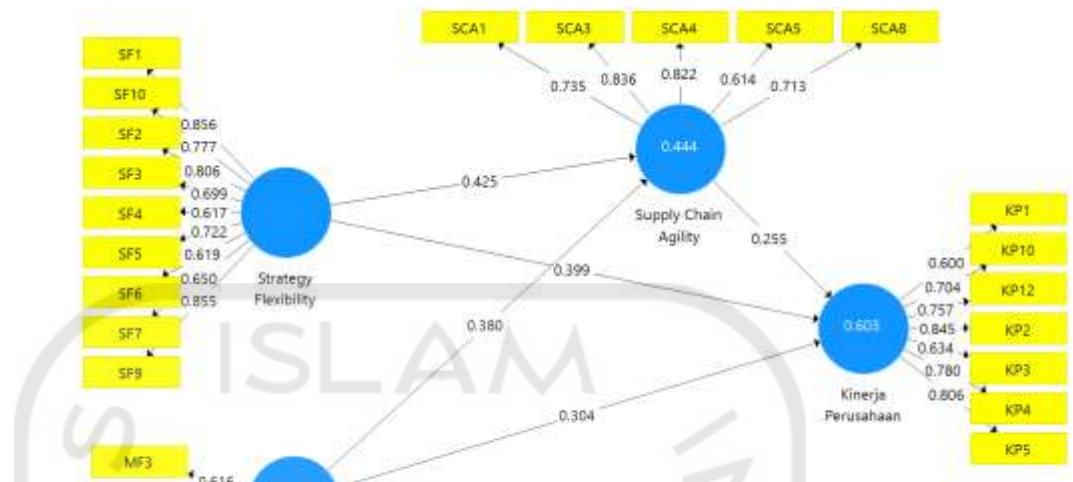 SCA1 SCA3 SCA4 SCA5 SCA8
0.735 0.836 0.822 0.614 0.713
0.444
Supply Chain
Agility
SF1
SF10
SF2
SF3
SF4
SF5
SF6
SF7
SF9
0.856
0.777
0.806
0.699
0.617
0.722
0.619
0.650
0.855
Strategy
Flexibility
0.425
0.399
0.380
0.255
0.304
0.603
Kinerja
Perusahaan
0.600
0.704
0.757
0.845
0.634
0.780
0.806
KP1
KP10
KP12
KP2
KP3
KP4
KP5
ISLAM
MF3
0.616